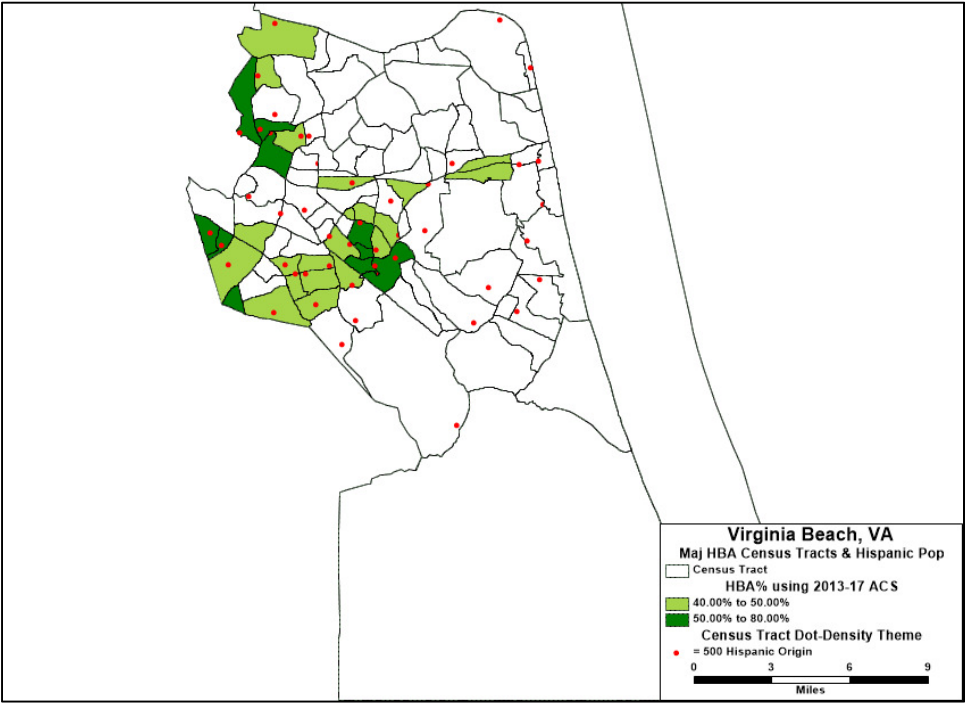 Virginia Beach, VA
Maj HBA Census Tracts & Hispanic Pop
Census Tract
HBA% using 2013-17 ACS
40.00% to 50.00%
50.00% to 80.00%
Census Tract Dot-Density Theme
= 500 Hispanic Origin
0 3 6 9
Miles